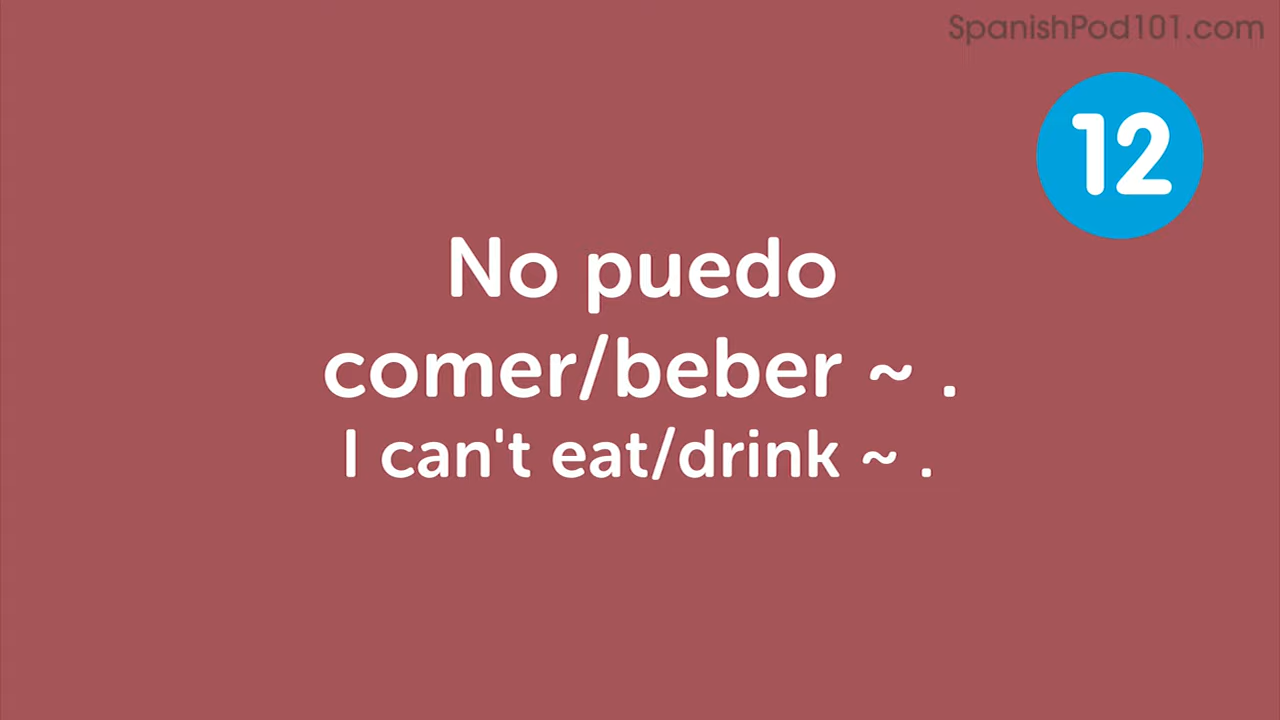 SpanishPod101.com
12
No puedo
comer/beber ~ .
I can't eat/drink ~ .